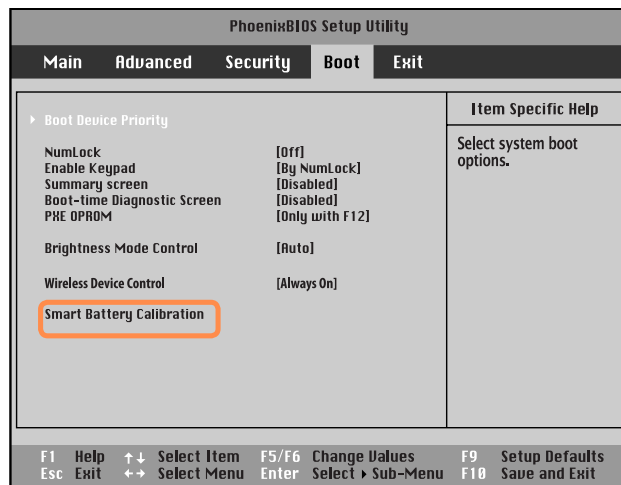 PhoenixBIOS Setup Utility
Main Advanced Security Boot Exit
Item Specific Help
Select system boot
options.
Boot Device Priority
NumLock [Off]
Enable Keypad [By NumLock]
Summary screen [Disabled]
Boot-time Diagnostic Screen [Disabled]
PXE OPROM [Only with F12]
Brightness Mode Control [Auto]
Wireless Device Control [Always On]
Smart Battery Calibration
F1 Help ↑↓ Select Item F5/F6 Change Values F9 Setup Defaults
Esc Exit ←→ Select Menu Enter Select ▸ Sub-Menu F10 Save and Exit